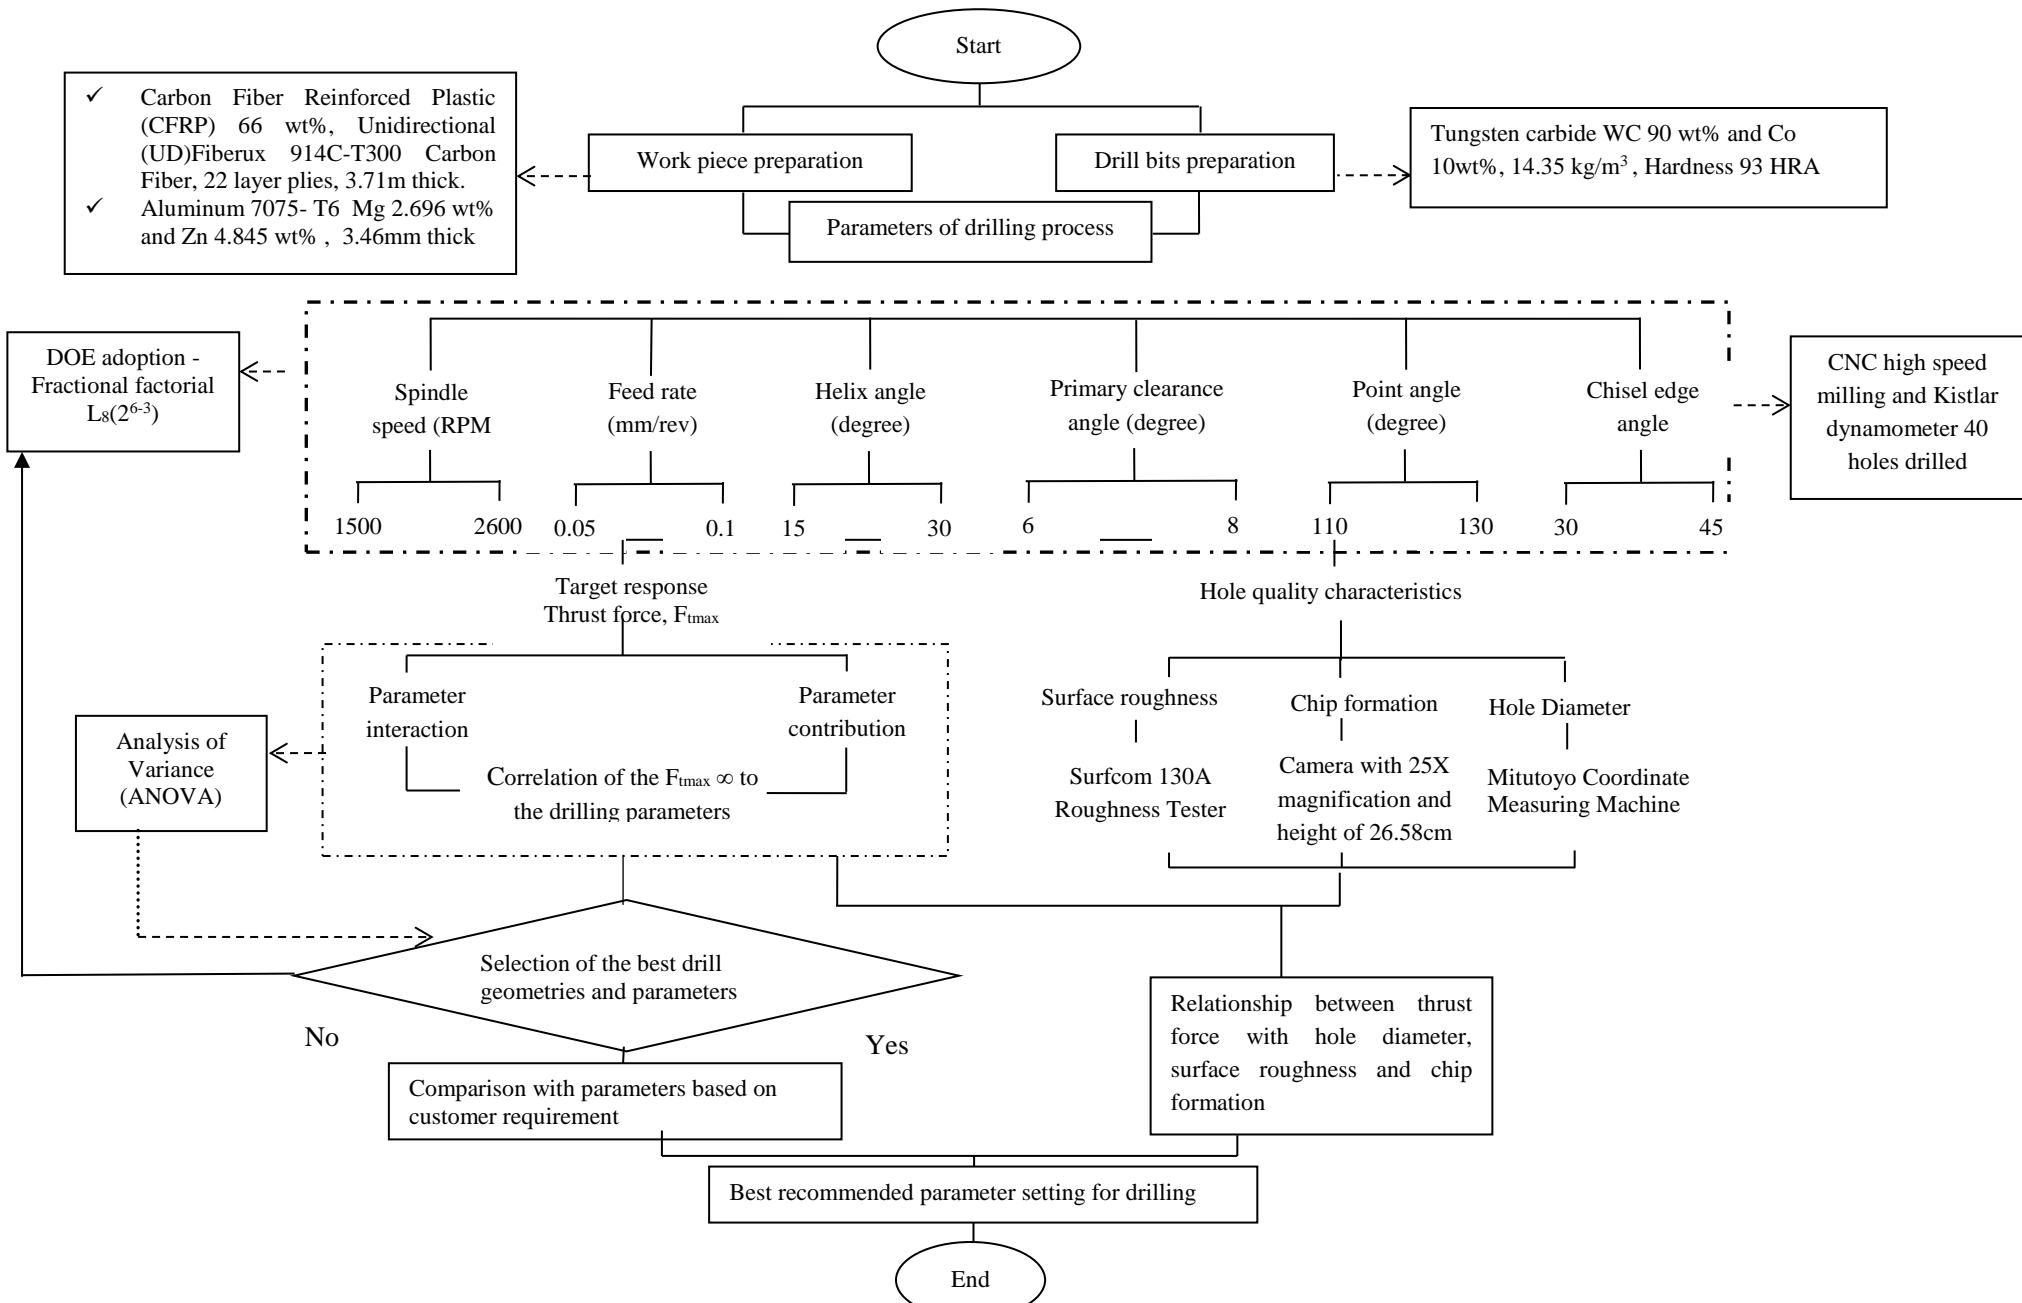 Start
✓ Carbon Fiber Reinforced Plastic
(CFRP) 66 wt%, Unidirectional
(UD)Fiberux 914C-T300 Carbon
Fiber, 22 layer plies, 3.71m thick.
✓ Aluminum 7075- T6 Mg 2.696 wt%
and Zn 4.845 wt% , 3.46mm thick
Work piece preparation
Drill bits preparation
Tungsten carbide WC 90 wt% and Co
10wt%, 14.35 kg/m³ , Hardness 93 HRA
Parameters of drilling process
DOE adoption -
Fractional factorial
L₈(2⁶⁻³)
Spindle
speed (RPM
Feed rate
(mm/rev)
Helix angle
(degree)
Primary clearance
angle (degree)
Point angle
(degree)
Chisel edge
angle
CNC high speed
milling and Kistlar
dynamometer 40
holes drilled
1500
2600
0.05
0.1
15
30
6
8
110
130
30
45
Target response
Thrust force, Ftmax
Hole quality characteristics
Parameter
interaction
Parameter
contribution
Correlation of the Ftmax ∞ to
the drilling parameters
Analysis of
Variance
(ANOVA)
Surface roughness
Chip formation
Hole Diameter
Surfcom 130A
Roughness Tester
Camera with 25X
magnification and
height of 26.58cm
Mitutoyo Coordinate
Measuring Machine
Selection of the best drill
geometries and parameters
No
Yes
Relationship between thrust
force with hole diameter,
surface roughness and chip
formation
Comparison with parameters based on
customer requirement
Best recommended parameter setting for drilling
End